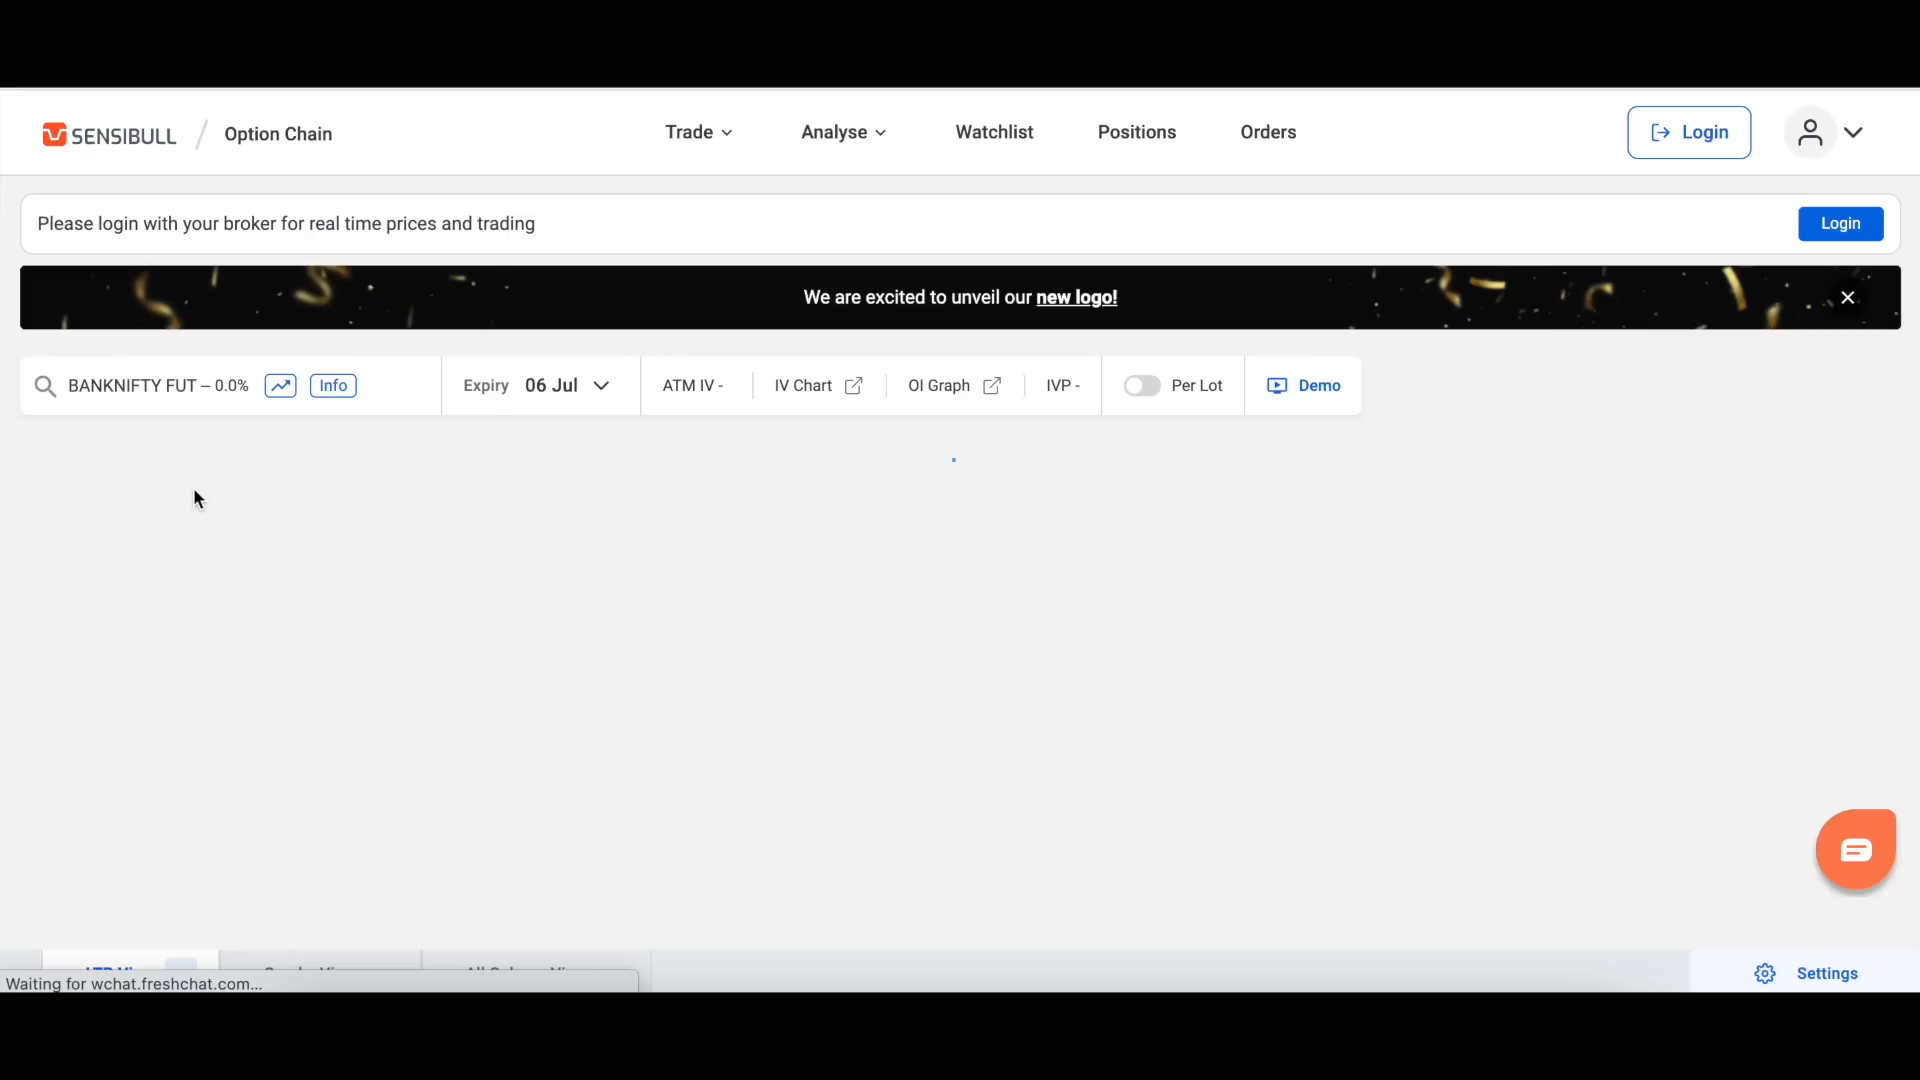 SENSIBULL / Option Chain
Trade
Analyse
Watchlist
Positions
Orders
Login
Please login with your broker for real time prices and trading
Login
We are excited to unveil our new logo!
BANKNIFTY FUT – 0.0%
Info
Expiry 06 Jul
ATM IV -
IV Chart
OI Graph
IVP -
Per Lot
Demo
Waiting for wchat.freshchat.com...
Settings